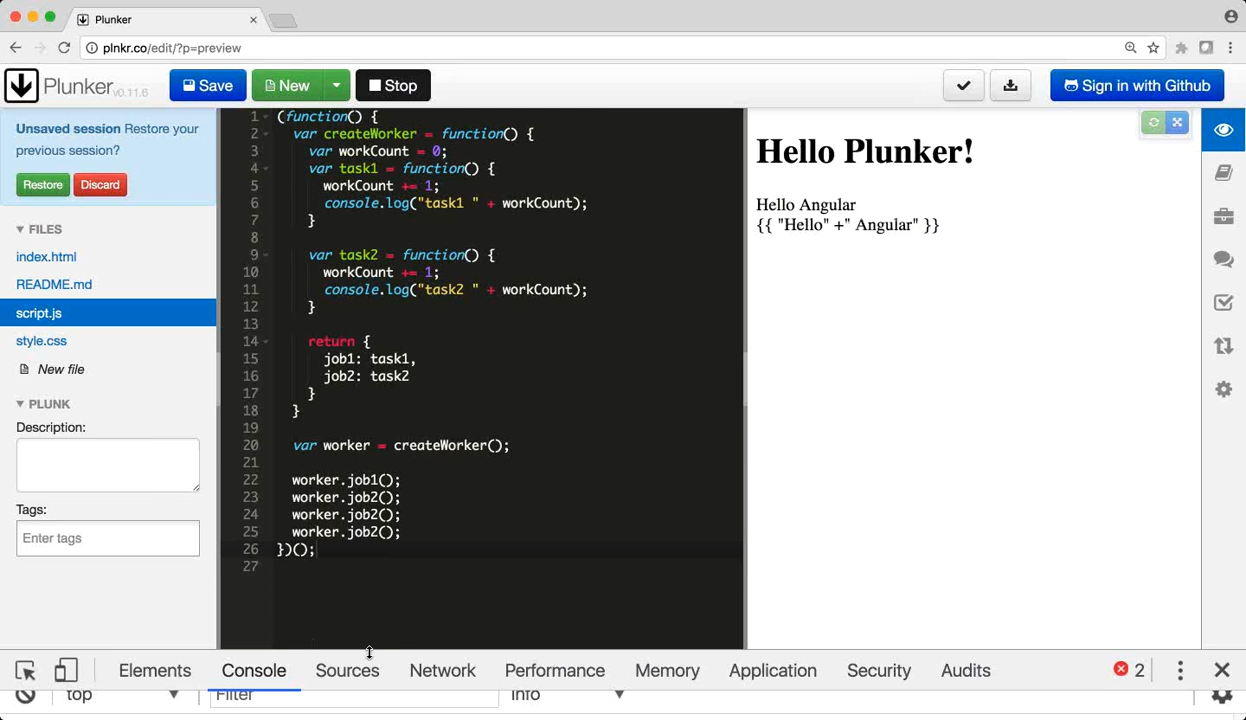 Plunker
plnkr.co/edit/?p=preview
Plunker v0.11.6
Save
New
Stop
Sign in with Github
Unsaved session Restore your
previous session?
Restore
Discard
FILES
index.html
README.md
script.js
style.css
New file
PLUNK
Description:
Tags:
Enter tags
1 (function() {
2 var createWorker = function() {
3 var workCount = 0;
4 var task1 = function() {
5 workCount += 1;
6 console.log("task1 " + workCount);
7 }
8
9 var task2 = function() {
10 workCount += 1;
11 console.log("task2 " + workCount);
12 }
13
14 return {
15 job1: task1,
16 job2: task2
17 }
18 }
19
20 var worker = createWorker();
21
22 worker.job1();
23 worker.job2();
24 worker.job2();
25 worker.job2();
26 })();
27
Hello Plunker!
Hello Angular
{{ "Hello" +" Angular" }}
Elements Console Sources Network Performance Memory Application Security Audits 2
top Filter Info